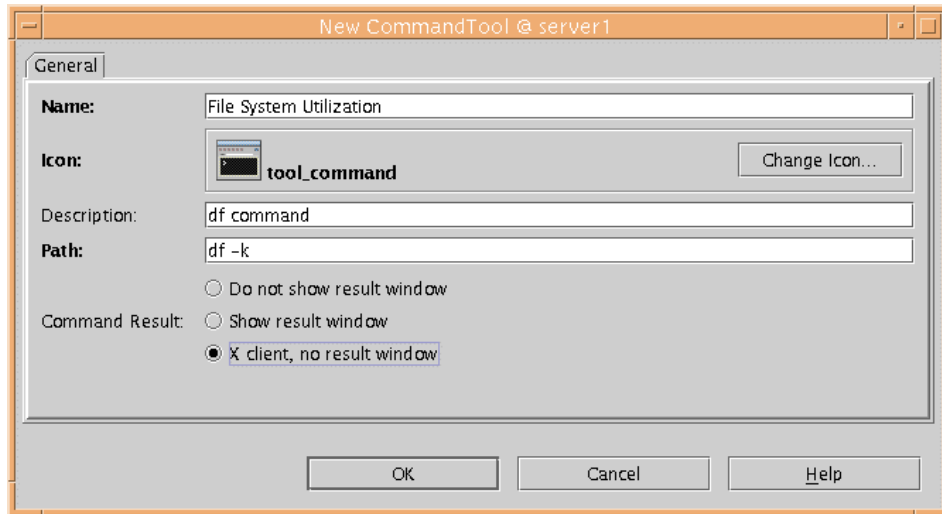 New CommandTool @ server1
General
Name: File System Utilization
Icon: tool_command Change Icon...
Description: df command
Path: df -k
Do not show result window
Command Result: Show result window
X client, no result window
OK Cancel Help